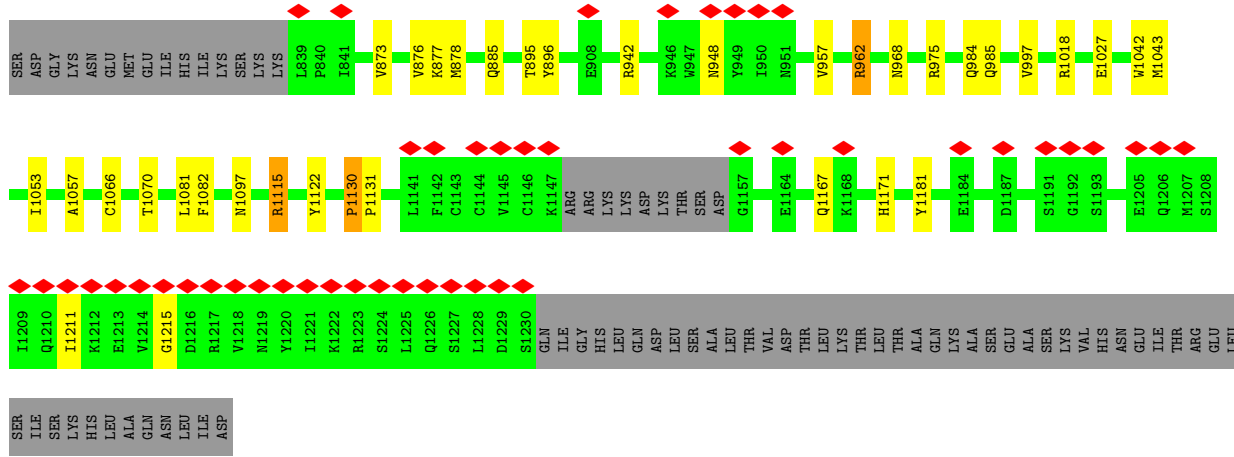 SER ASP GLY LYS ASN GLU MET GLU ILE HIS ILE LYS SER LYS LYS L839 P840 I841 V873 V876 K877 M878 Q885 T895 Y896 E908 R942 K946 W947 N948 Y949 I950 N951 V957 R962 N968 R975 Q984 Q985 V997 R1018 E1027 W1042 M1043
I1053 A1057 C1066 T1070 L1081 F1082 N1097 R1115 Y1122 P1130 P1131 L1141 F1142 C1143 C1144 V1145 C1146 K1147 ARG ARG LYS LYS ASP LYS THR SER ASP G1157 E1164 Q1167 K1168 H1171 Y1181 E1184 D1187 S1191 G1192 S1193 E1205 Q1206 M1207 S1208
I1209 Q1210 I1211 K1212 E1213 V1214 G1215 D1216 R1217 V1218 N1219 Y1220 I1221 K1222 R1223 S1224 L1225 Q1226 S1227 L1228 D1229 S1230 GLN ILE GLY HIS LEU GLN ASP LEU SER ALA LEU THR VAL ASP THR LEU LYS THR LEU THR ALA GLN LYS ALA SER GLU ALA SER LYS VAL HIS ASN GLU ILE THR ARG GLU LEU
SER ILE SER LYS HIS LEU ALA GLN ASN LEU ILE ASP